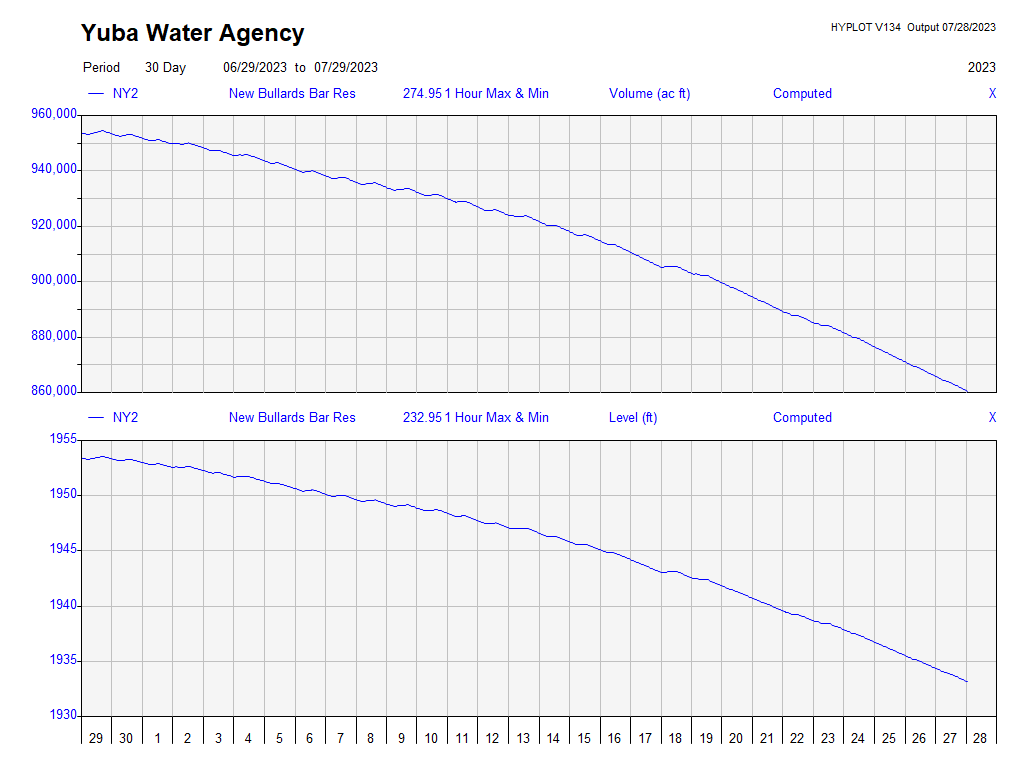 Yuba Water Agency
HYPLOT V134 Output 07/28/2023
Period 30 Day 06/29/2023 to 07/29/2023 2023
NY2 New Bullards Bar Res 274.95 1 Hour Max & Min Volume (ac ft) Computed X
960,000
940,000
920,000
900,000
880,000
860,000
NY2 New Bullards Bar Res 232.95 1 Hour Max & Min Level (ft) Computed X
1955
1950
1945
1940
1935
1930
29 30 1 2 3 4 5 6 7 8 9 10 11 12 13 14 15 16 17 18 19 20 21 22 23 24 25 26 27 28